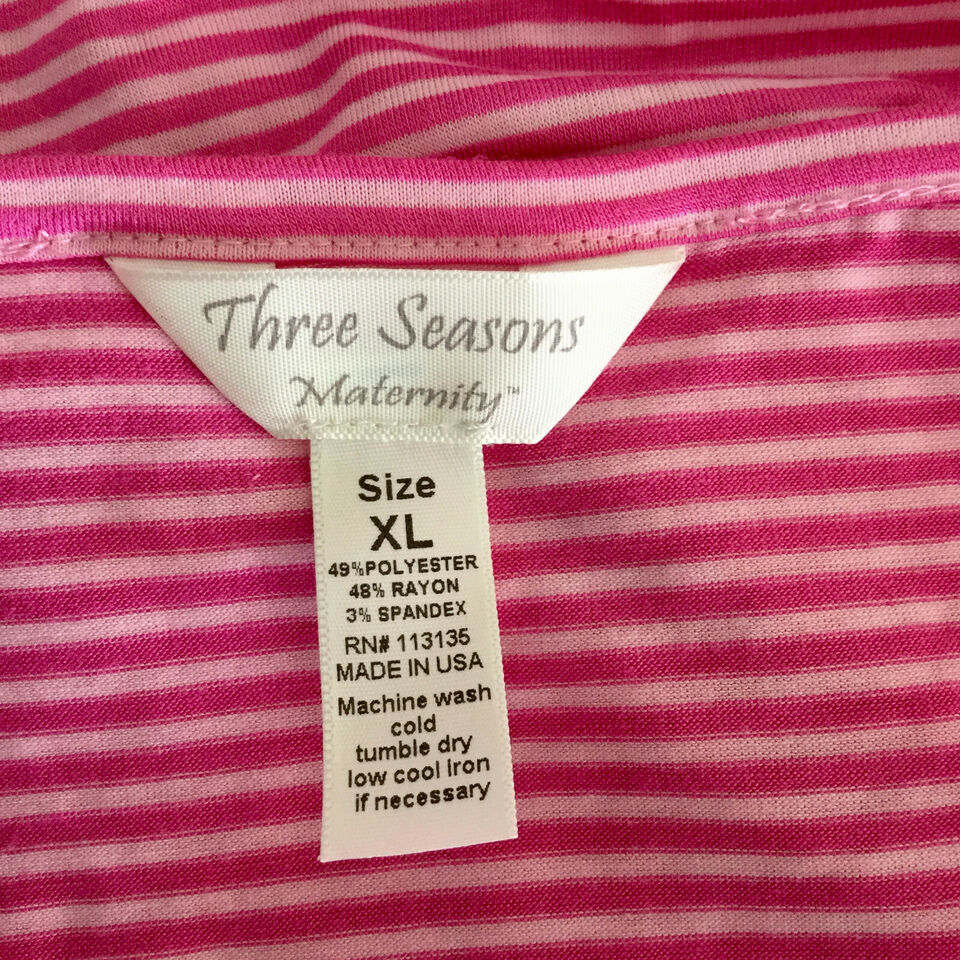 Three Seasons
Maternity™
Size
XL
49%POLYESTER
48% RAYON
3% SPANDEX
RN# 113135
MADE IN USA
Machine wash
cold
tumble dry
low cool iron
if necessary